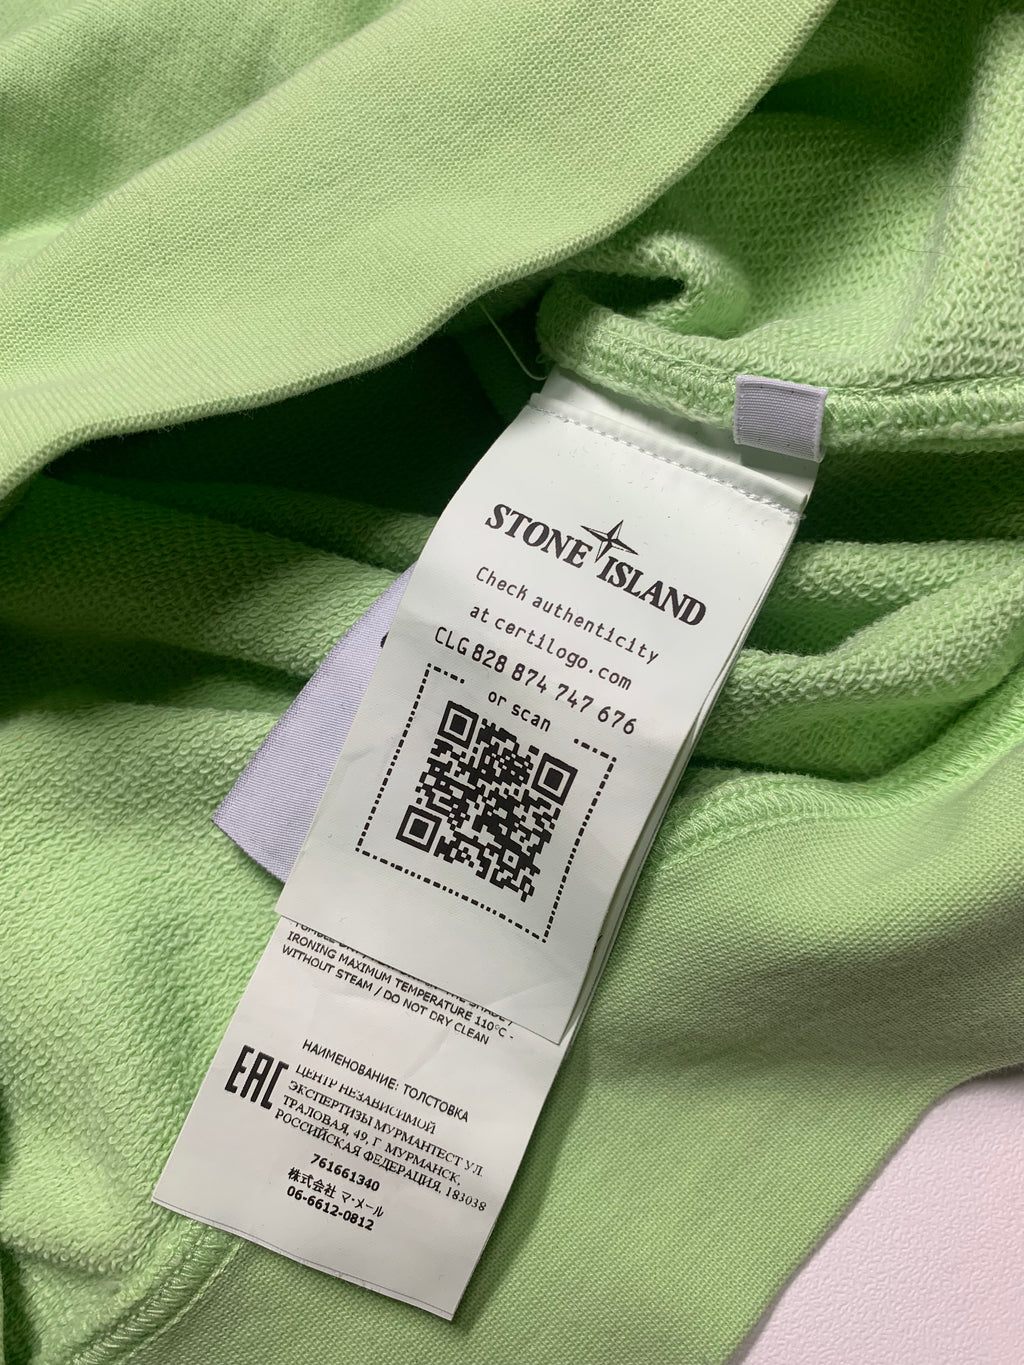 STONE ISLAND
Check authenticity
at certilogo.com
CLG 828 874 747 676
or scan
IRONING MAXIMUM TEMPERATURE 110°C -
WITHOUT STEAM / DO NOT DRY CLEAN
НАИМЕНОВАНИЕ: ТОЛСТОВКА
EAC
ЦЕНТР НЕЗАВИСИМОЙ
ЭКСПЕРТИЗЫ МУРМАНТЕСТ УЛ.
ТРАЛОВАЯ, 49, Г. МУРМАНСК,
РОССИЙСКАЯ ФЕДЕРАЦИЯ, 183038
761661340
株式会社 マ・メール
06-6612-0812